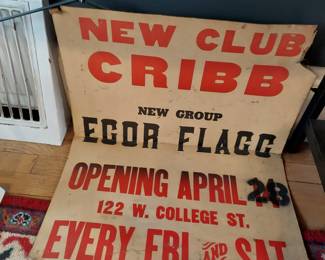 NEW CLUB
CRIBB
NEW GROUP
EGOR FLAGG
OPENING APRIL 28
122 W. COLLEGE ST.
EVERY FRI. AND SAT.